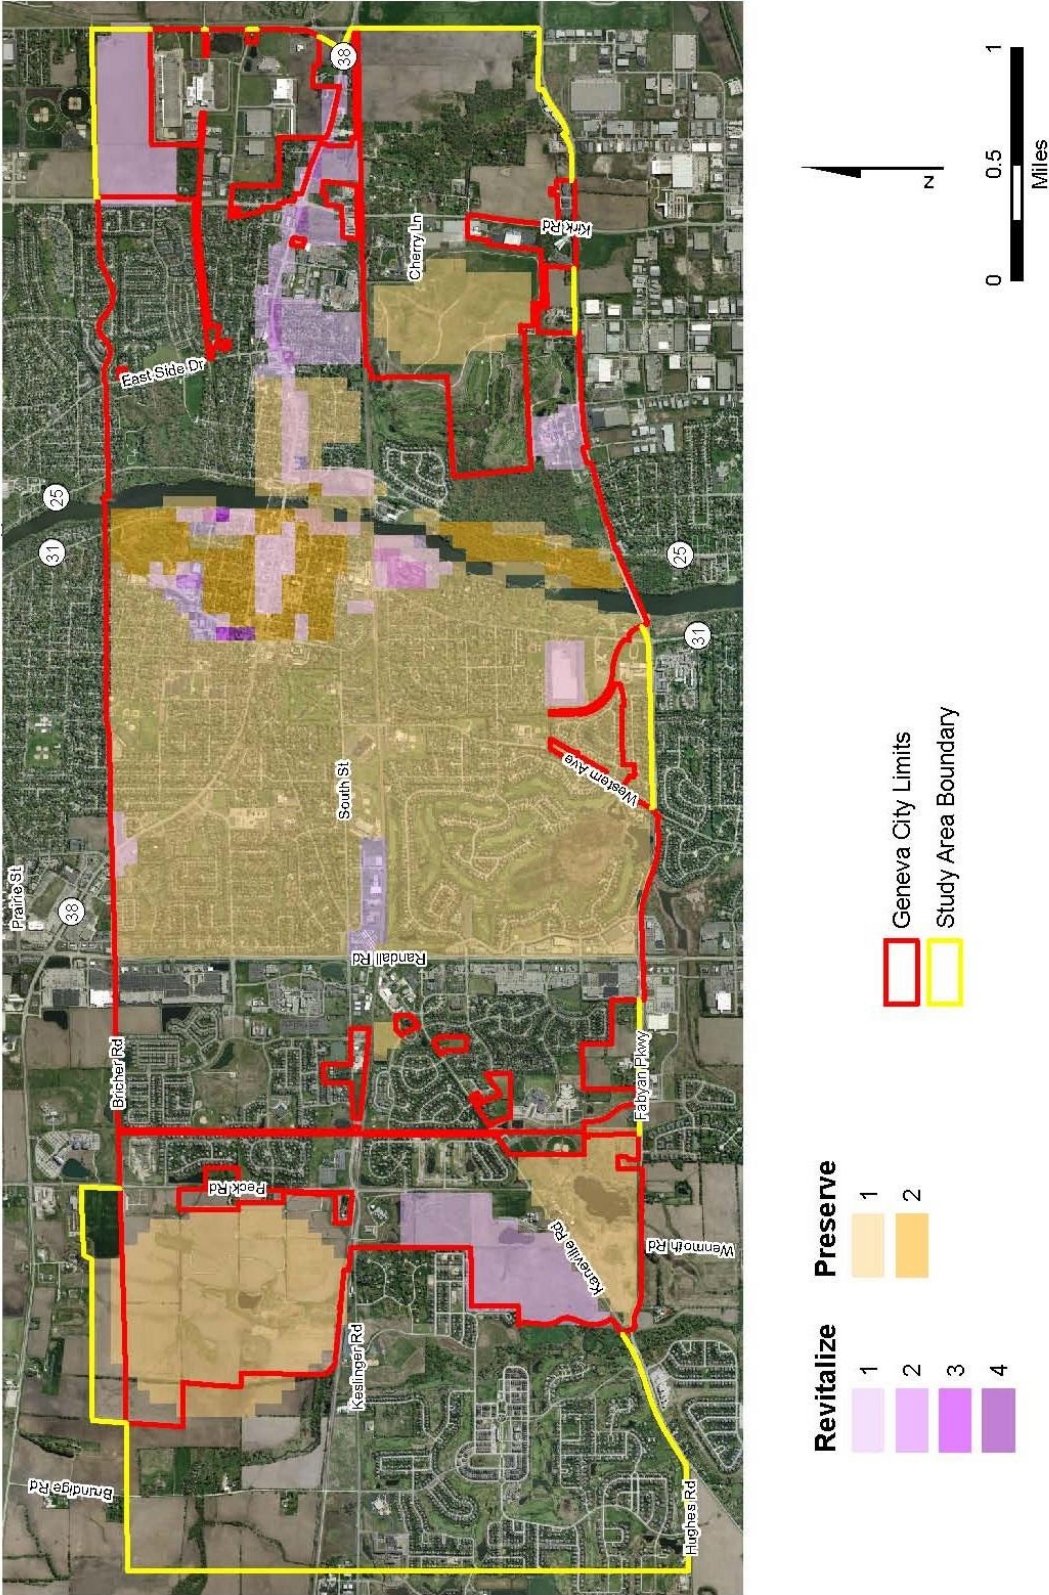 38
Cherry Ln
Kirk Rd
East Side Dr
25
31
25
31
South St
Western Ave
Prairie St
38
Randall Rd
Bricher Rd
Fabyan Pkwy
Peck Rd
Kaneville Rd
Wenmoth Rd
Keslinger Rd
Brundige Rd
Hughes Rd
N
0 0.5 1
Miles
Geneva City Limits
Study Area Boundary
Revitalize
1
2
3
4
Preserve
1
2